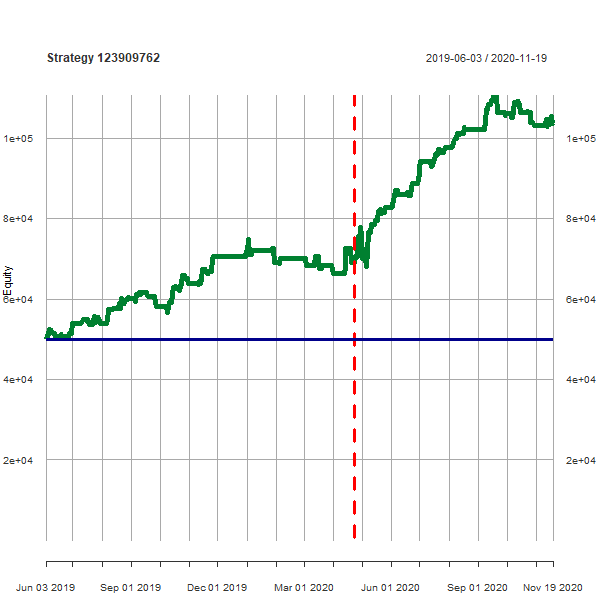 Strategy 123909762 2019-06-03 / 2020-11-19
1e+05 1e+05
8e+04 8e+04
Equity
6e+04 6e+04
4e+04 4e+04
2e+04 2e+04
Jun 03 2019 Sep 01 2019 Dec 01 2019 Mar 01 2020 Jun 01 2020 Sep 01 2020 Nov 19 2020